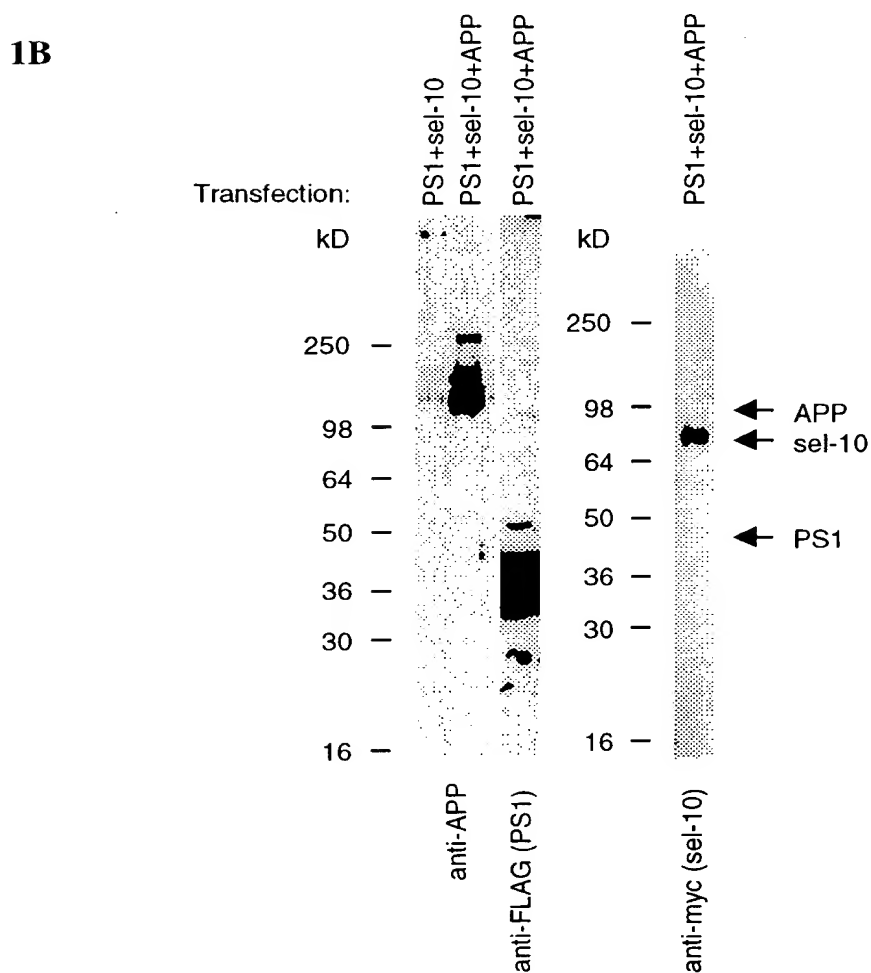 1B
Transfection:
PS1+sel-10
PS1+sel-10+APP
PS1+sel-10+APP
PS1+sel-10+APP
kD
250
98
64
50
36
30
16
kD
250
98
64
50
36
30
16
APP
sel-10
PS1
anti-APP
anti-FLAG (PS1)
anti-myc (sel-10)